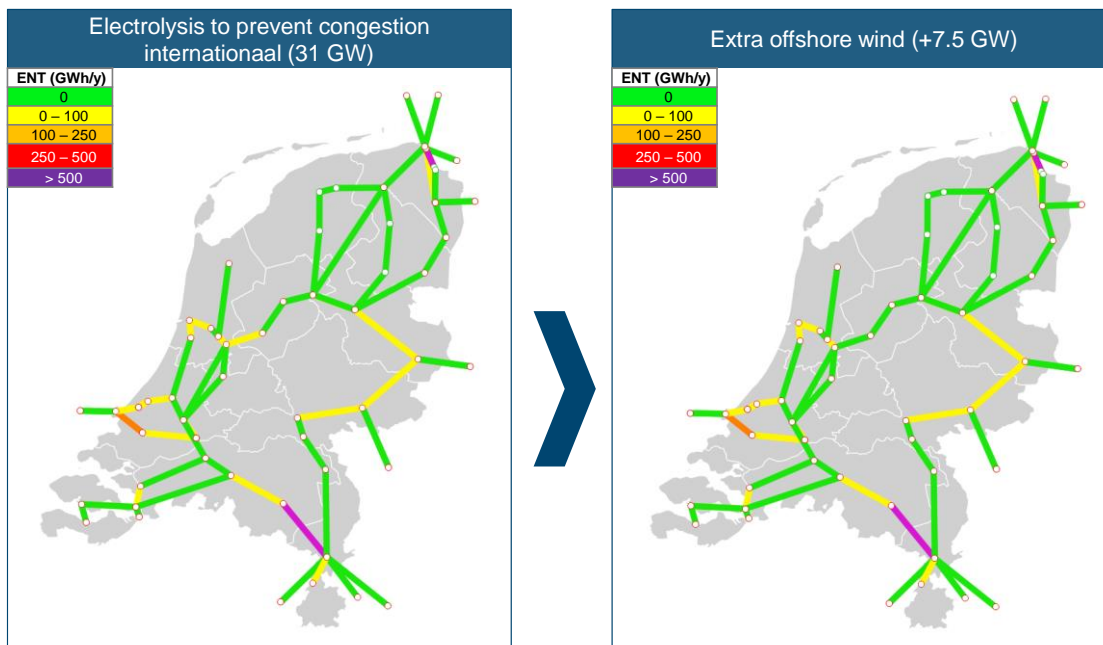 Electrolysis to prevent congestion
internationaal (31 GW)
ENT (GWh/y)
0
0 – 100
100 – 250
250 – 500
> 500
Extra offshore wind (+7.5 GW)
ENT (GWh/y)
0
0 – 100
100 – 250
250 – 500
> 500